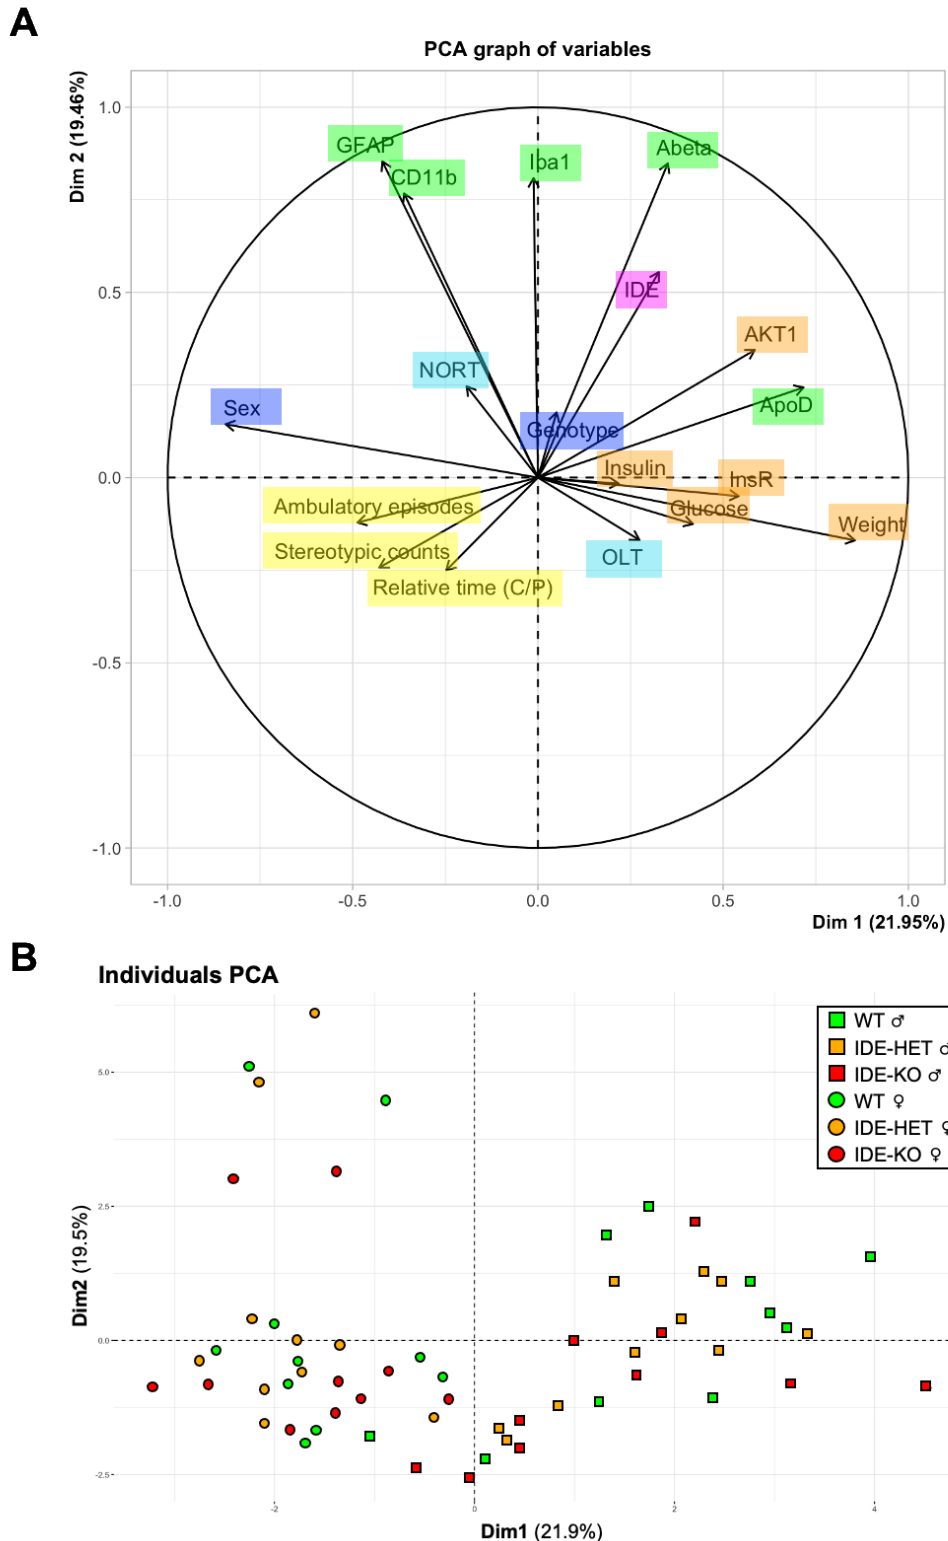 A
PCA graph of variables
Dim 2 (19.46%)
1.0
0.5
0.0
-0.5
-1.0
GFAP
CD11b
Iba1
Abeta
IDE
AKT1
NORT
ApoD
Sex
Genotype
Insulin
InsR
Ambulatory episodes
Glucose
Weight
Stereotypic counts
OLT
Relative time (C/P)
-1.0 -0.5 0.0 0.5 1.0
Dim 1 (21.95%)
B
Individuals PCA
WT ♂
IDE-HET ♂
IDE-KO ♂
WT ♀
IDE-HET ♀
IDE-KO ♀
Dim2 (19.5%)
5.0
2.5
0.0
-2.5
-2 0 2 4
Dim1 (21.9%)